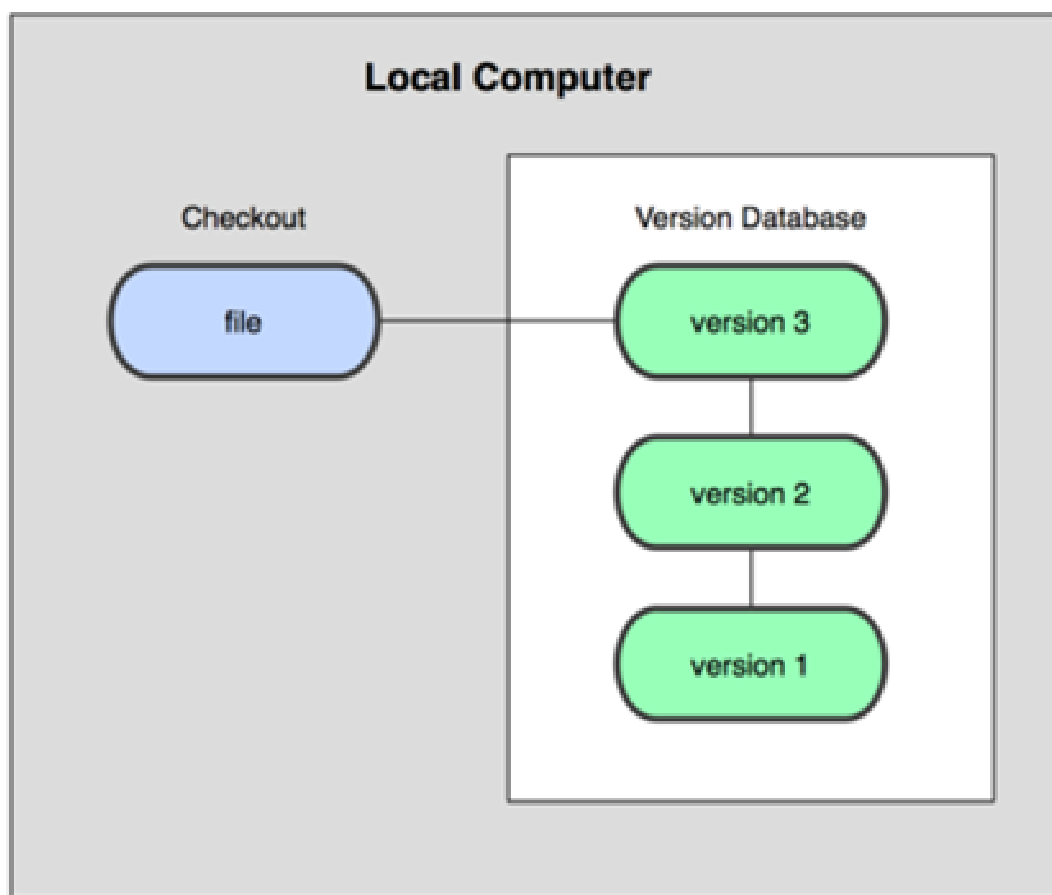 Local Computer
Checkout
Version Database
file
version 3
version 2
version 1